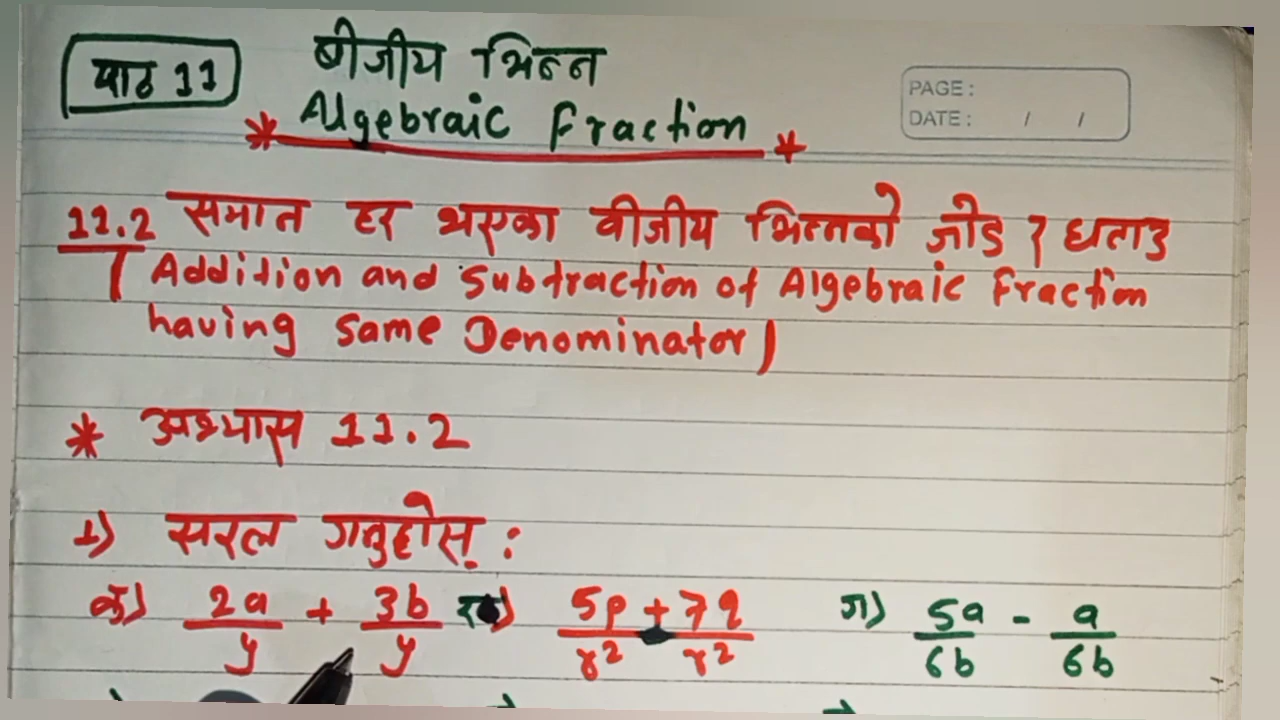 पाठ 11
बीजीय भिन्न
Algebraic Fraction
PAGE:
DATE: / /
11.2 समान हर भएका बीजीय भिन्नको जोड र घटाउ
(Addition and Subtraction of Algebraic Fraction
having same Denominator)
* अभ्यास 11.2
1) सरल गर्नुहोस् :
क) 2a/y + 3b/y ख) 5p/r² + 7q/r² ग) 5a/6b - a/6b